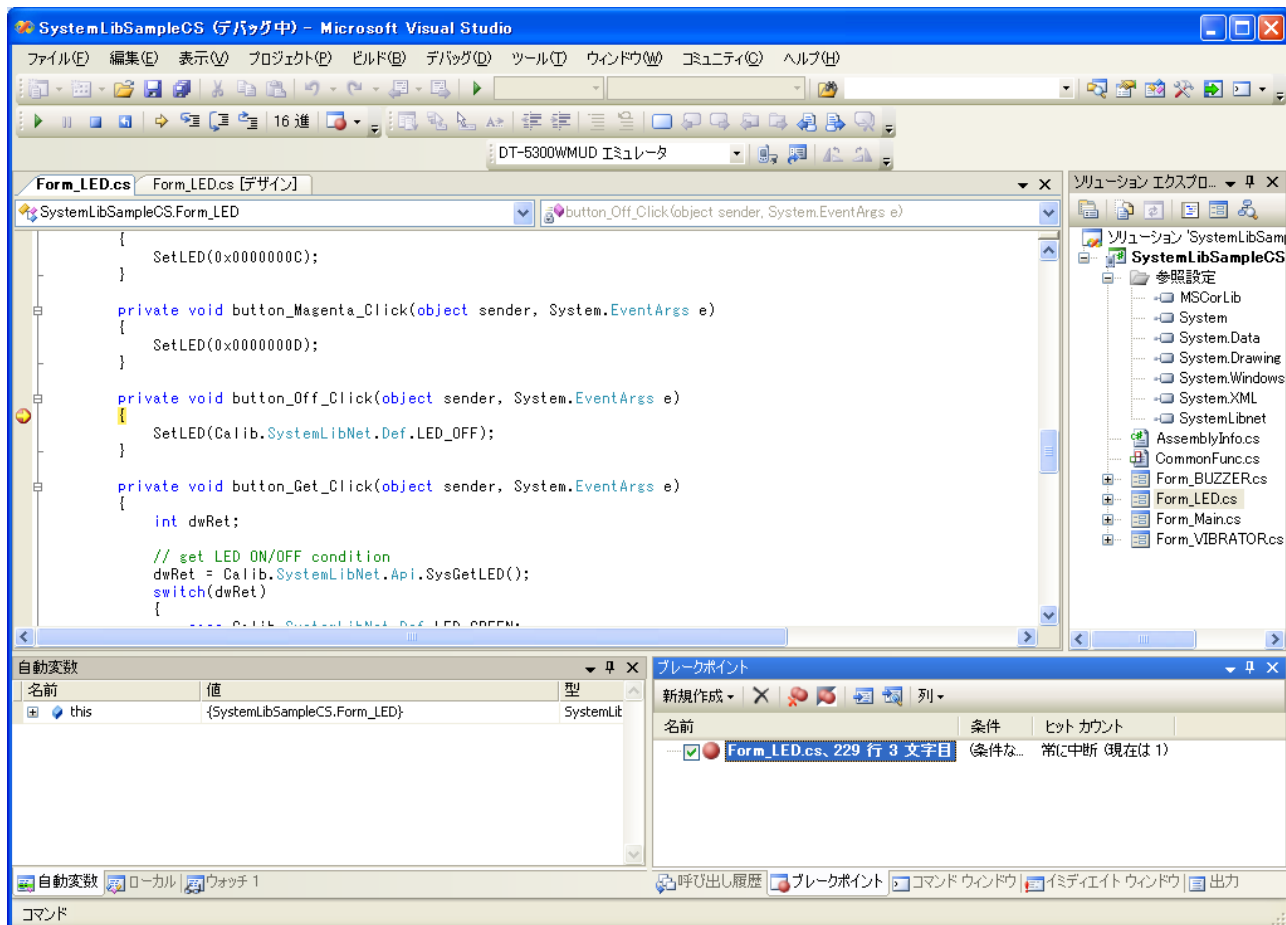 SystemLibSampleCS (デバッグ中) - Microsoft Visual Studio
ファイル(F) 編集(E) 表示(V) プロジェクト(P) ビルド(B) デバッグ(D) ツール(T) ウィンドウ(W) コミュニティ(C) ヘルプ(H)
16 進
DT-5300WMUD エミュレータ
Form_LED.cs Form_LED.cs [デザイン]
SystemLibSampleCS.Form_LED button_Off_Click(object sender, System.EventArgs e)
{
SetLED(0x0000000C);
}
private void button_Magenta_Click(object sender, System.EventArgs e)
{
SetLED(0x0000000D);
}
private void button_Off_Click(object sender, System.EventArgs e)
{
SetLED(Calib.SystemLibNet.Def.LED_OFF);
}
private void button_Get_Click(object sender, System.EventArgs e)
{
int dwRet;
// get LED ON/OFF condition
dwRet = Calib.SystemLibNet.Api.SysGetLED();
switch(dwRet)
{
case Calib.SystemLibNet.Def.LED_GREEN:
ソリューション エクスプロ...
ソリューション 'SystemLibSam
SystemLibSampleCS
参照設定
MSCorLib
System
System.Data
System.Drawing
System.Windows
System.XML
SystemLibnet
AssemblyInfo.cs
CommonFunc.cs
Form_BUZZER.cs
Form_LED.cs
Form_Main.cs
Form_VIBRATOR.cs
自動変数
名前 値 型
this {SystemLibSampleCS.Form_LED} SystemLib
自動変数 ローカル ウォッチ 1
ブレークポイント
新規作成 列
名前 条件 ヒット カウント
Form_LED.cs、229 行 3 文字目 (条件な... 常に中断 (現在は 1)
呼び出し履歴 ブレークポイント コマンド ウィンドウ イミディエイト ウィンドウ 出力
コマンド